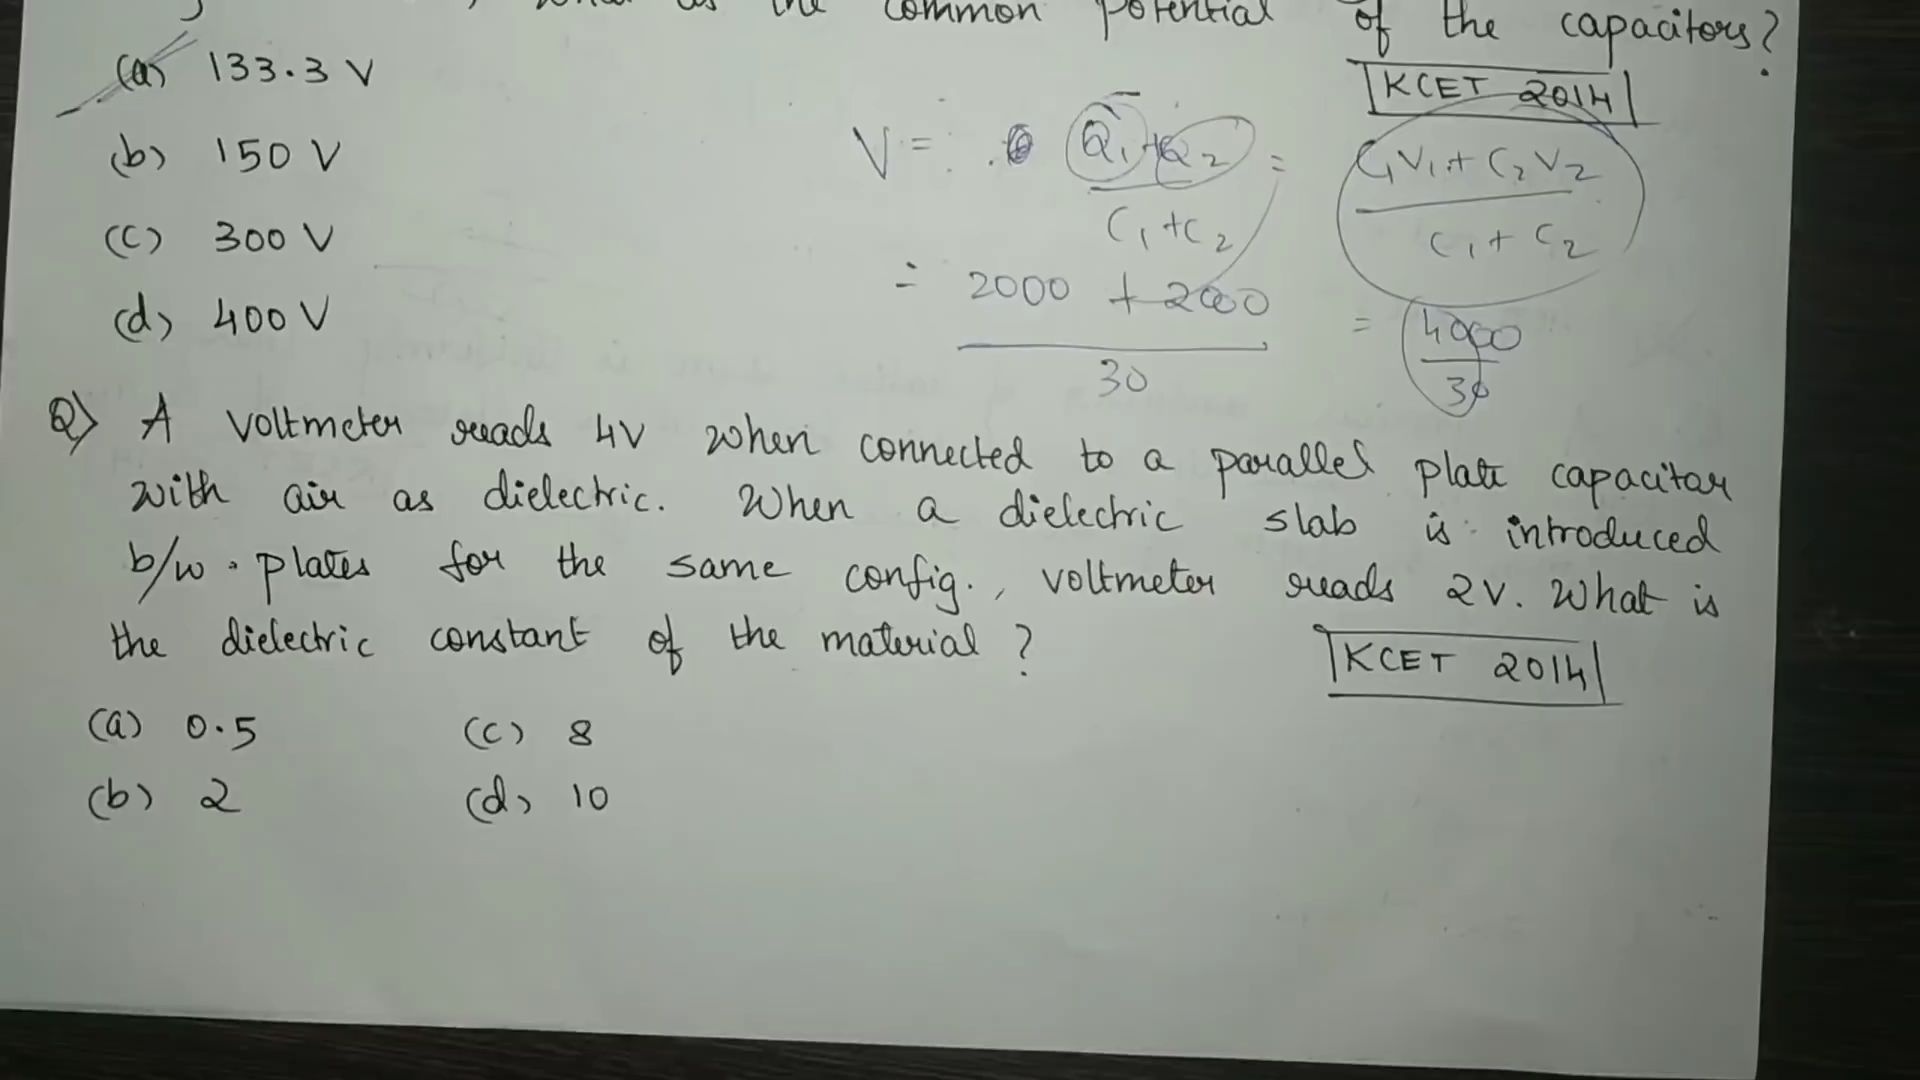 the common potential of the capacitors?
(a) 133.3 V
KCET 2014
(b) 150 V
V = Q1+Q2 = C1V1+C2V2
C1+C2
C1+C2
(c) 300 V
= 2000 + 2000 = 4000
30
30
(d) 400 V
Q) A voltmeter reads 4V when connected to a parallel plate capacitor
with air as dielectric. When a dielectric slab is introduced
b/w plates for the same config., voltmeter reads 2V. What is
the dielectric constant of the material?
KCET 2014
(a) 0.5 (c) 8
(b) 2 (d) 10